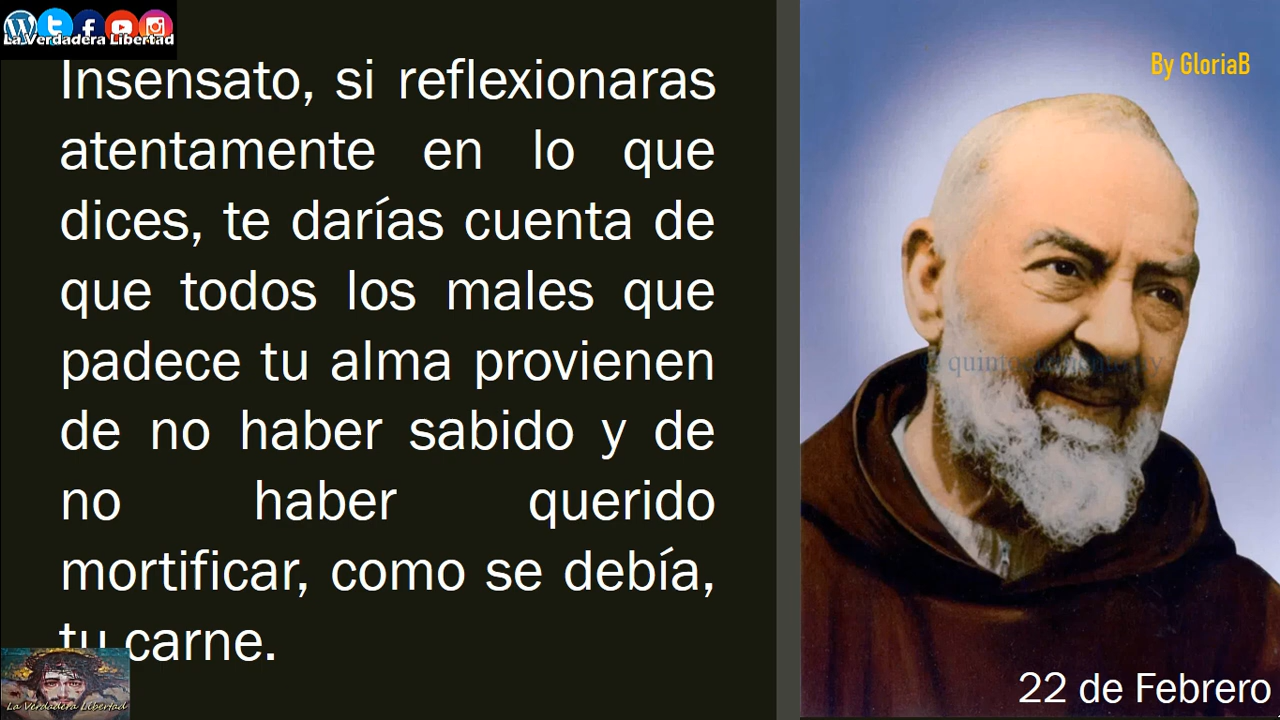 La Verdadera Libertad
Insensato, si reflexionaras
atentamente en lo que
dices, te darías cuenta de
que todos los males que
padece tu alma provienen
de no haber sabido y de
no haber querido
mortificar, como se debía,
tu carne.
La Verdadera Libertad
By GloriaB
22 de Febrero